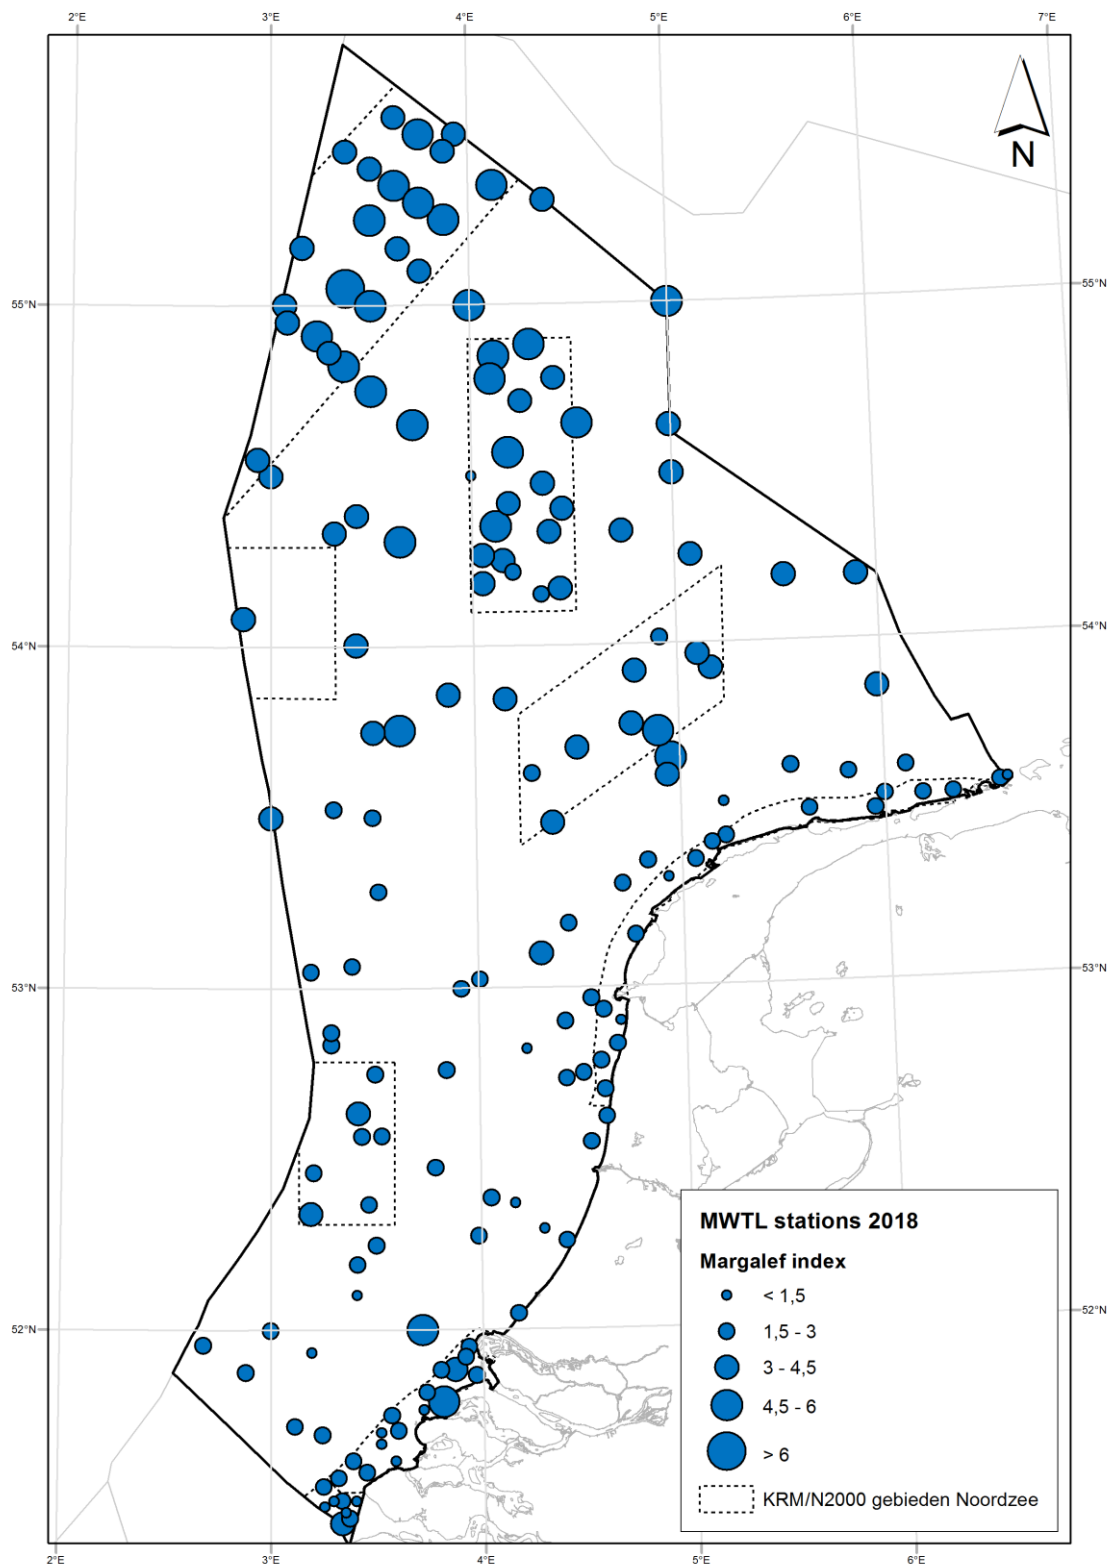 2°E 3°E 4°E 5°E 6°E 7°E
N
55°N 55°N
54°N 54°N
53°N 53°N
52°N 52°N
MWTL stations 2018
Margalef index
< 1,5
1,5 - 3
3 - 4,5
4,5 - 6
> 6
KRM/N2000 gebieden Noordzee
2°E 3°E 4°E 5°E 6°E